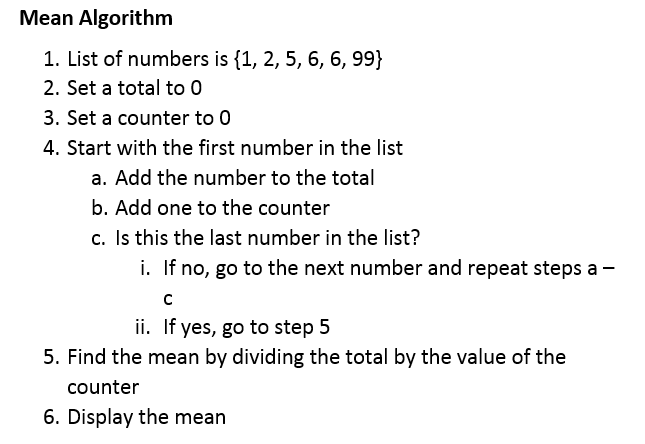 Mean Algorithm
1. List of numbers is {1, 2, 5, 6, 6, 99}
2. Set a total to 0
3. Set a counter to 0
4. Start with the first number in the list
a. Add the number to the total
b. Add one to the counter
c. Is this the last number in the list?
i. If no, go to the next number and repeat steps a –
c
ii. If yes, go to step 5
5. Find the mean by dividing the total by the value of the
counter
6. Display the mean